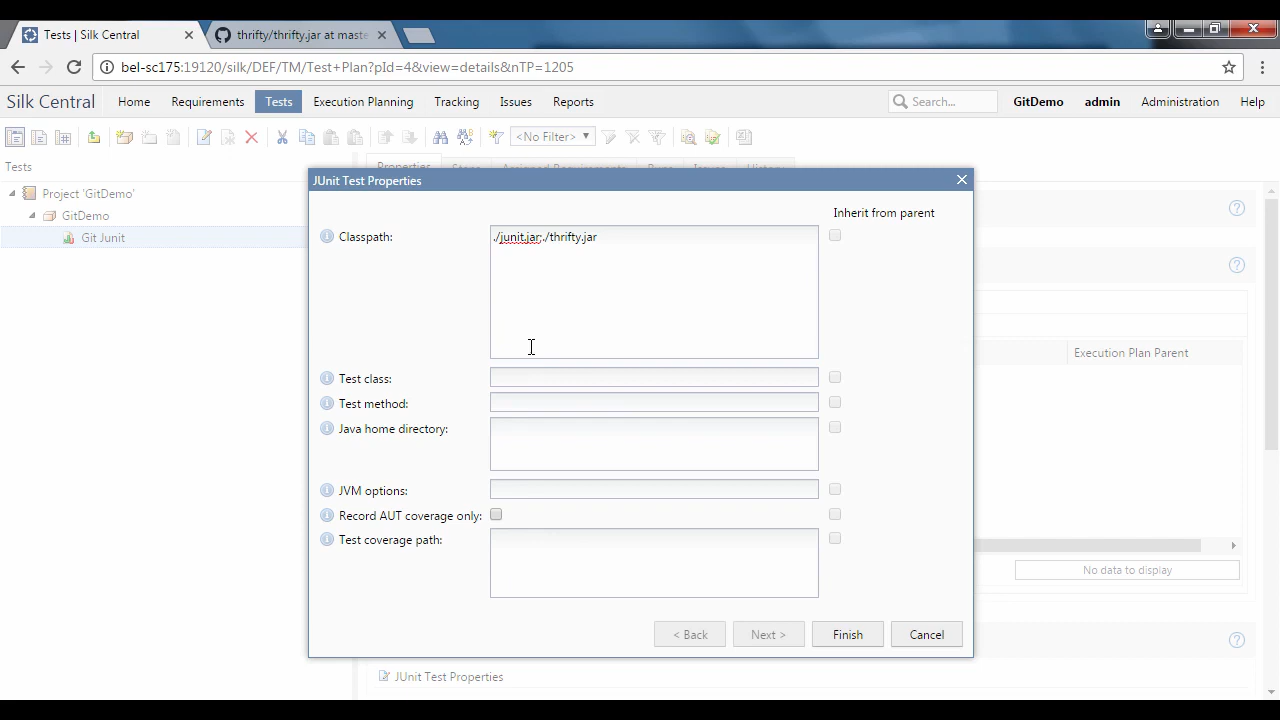 Tests | Silk Central
thrifty/thrifty.jar at maste
bel-sc175:19120/silk/DEF/TM/Test+Plan?pId=4&view=details&nTP=1205
Silk Central Home Requirements Tests Execution Planning Tracking Issues Reports Search... GitDemo admin Administration Help
<No Filter>
Tests
Project 'GitDemo'
GitDemo
Git Junit
Properties
JUnit Test Properties
Inherit from parent
Classpath: ./junit.jar;./thrifty.jar
Test class:
Test method:
Java home directory:
JVM options:
Record AUT coverage only:
Test coverage path:
< Back Next > Finish Cancel
Execution Plan Parent
No data to display
JUnit Test Properties